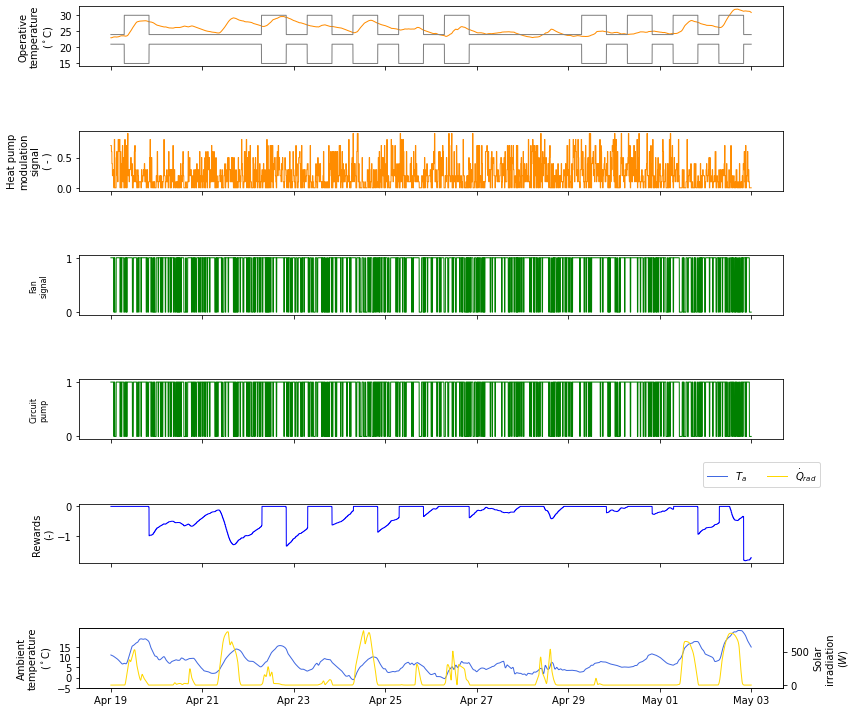 Operative
temperature
(°C)
30
25
20
15
Heat pump
modulation
signal
( - )
0.5
0.0
Fan
signal
1
0
Circuit
pump
1
0
T_a
Q̇_rad
Rewards
(-)
0
−1
Ambient
temperature
(°C)
15
10
5
0
−5
500
0
Solar
irradiation
(W)
Apr 19
Apr 21
Apr 23
Apr 25
Apr 27
Apr 29
May 01
May 03